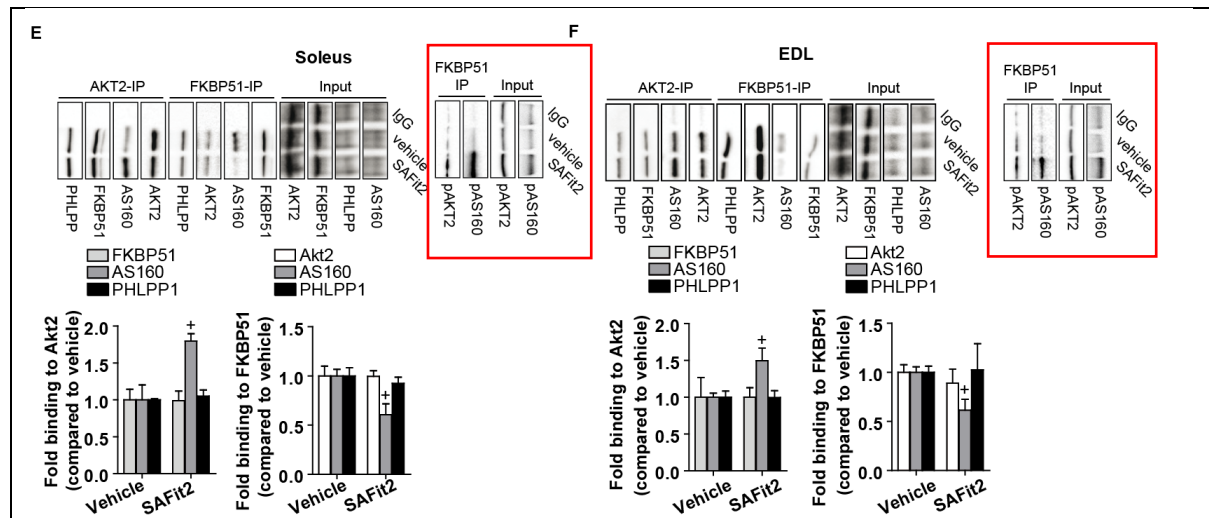 E
Soleus
AKT2-IP
FKBP51-IP
Input
FKBP51
IP
Input
IgG
vehicle
SAFit2
PHLPP
FKBP51
AS160
AKT2
PHLPP
AKT2
AS160
FKBP51
AKT2
FKBP51
PHLPP
AS160
pAKT2
pAS160
pAKT2
pAS160
IgG
vehicle
SAFit2
FKBP51
AS160
PHLPP1
Akt2
AS160
PHLPP1
Fold binding to Akt2
(compared to vehicle)
2.0
1.5
1.0
0.5
0.0
+
Vehicle
SAFit2
Fold binding to FKBP51
(compared to vehicle)
1.5
1.0
0.5
0.0
+
Vehicle
SAFit2
F
EDL
AKT2-IP
FKBP51-IP
Input
FKBP51
IP
Input
IgG
vehicle
SAFit2
PHLPP
FKBP51
AS160
AKT2
PHLPP
AKT2
AS160
FKBP51
AKT2
FKBP51
PHLPP
AS160
pAKT2
pAS160
pAKT2
pAS160
IgG
vehicle
SAFit2
FKBP51
AS160
PHLPP1
Akt2
AS160
PHLPP1
Fold binding to Akt2
(compared to vehicle)
2.0
1.5
1.0
0.5
0.0
+
Vehicle
SAFit2
Fold binding to FKBP51
(compared to vehicle)
1.5
1.0
0.5
0.0
+
Vehicle
SAFit2